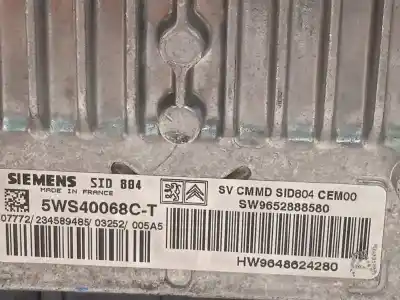 SIEMENS SID 804
MADE IN FRANCE
5WS40068C-T
07772/234589485/03252/005A5
SV CMMD SID804 CEM00
SW9652888580
HW9648624280